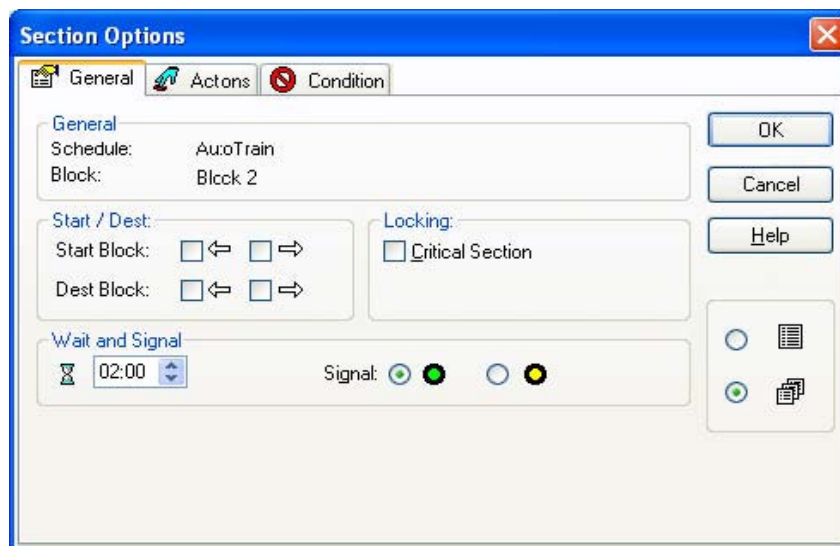 Section Options
General Actons Condition
General
Schedule: Au:oTrain
Block: Blcck 2
OK
Cancel
Help
Start / Dest:
Start Block:
Dest Block:
Locking:
Critical Section
Wait and Signal
02:00
Signal: